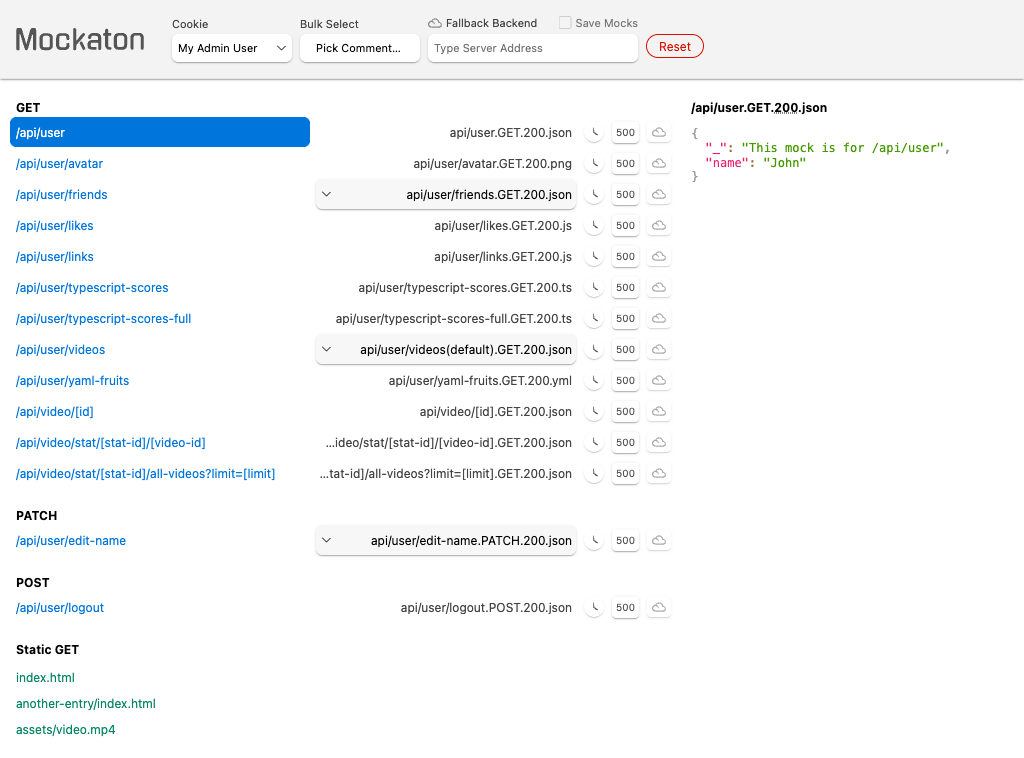 Mockaton
Cookie
My Admin User
Bulk Select
Pick Comment...
Fallback Backend
Save Mocks
Type Server Address
Reset
GET
/api/user api/user.GET.200.json 500
/api/user/avatar api/user/avatar.GET.200.png 500
/api/user/friends api/user/friends.GET.200.json 500
/api/user/likes api/user/likes.GET.200.js 500
/api/user/links api/user/links.GET.200.js 500
/api/user/typescript-scores api/user/typescript-scores.GET.200.ts 500
/api/user/typescript-scores-full api/user/typescript-scores-full.GET.200.ts 500
/api/user/videos api/user/videos(default).GET.200.json 500
/api/user/yaml-fruits api/user/yaml-fruits.GET.200.yml 500
/api/video/[id] api/video/[id].GET.200.json 500
/api/video/stat/[stat-id]/[video-id] ...ideo/stat/[stat-id]/[video-id].GET.200.json 500
/api/video/stat/[stat-id]/all-videos?limit=[limit] ...tat-id]/all-videos?limit=[limit].GET.200.json 500
PATCH
/api/user/edit-name api/user/edit-name.PATCH.200.json 500
POST
/api/user/logout api/user/logout.POST.200.json 500
Static GET
index.html
another-entry/index.html
assets/video.mp4
/api/user.GET.200.json
{
"_": "This mock is for /api/user",
"name": "John"
}